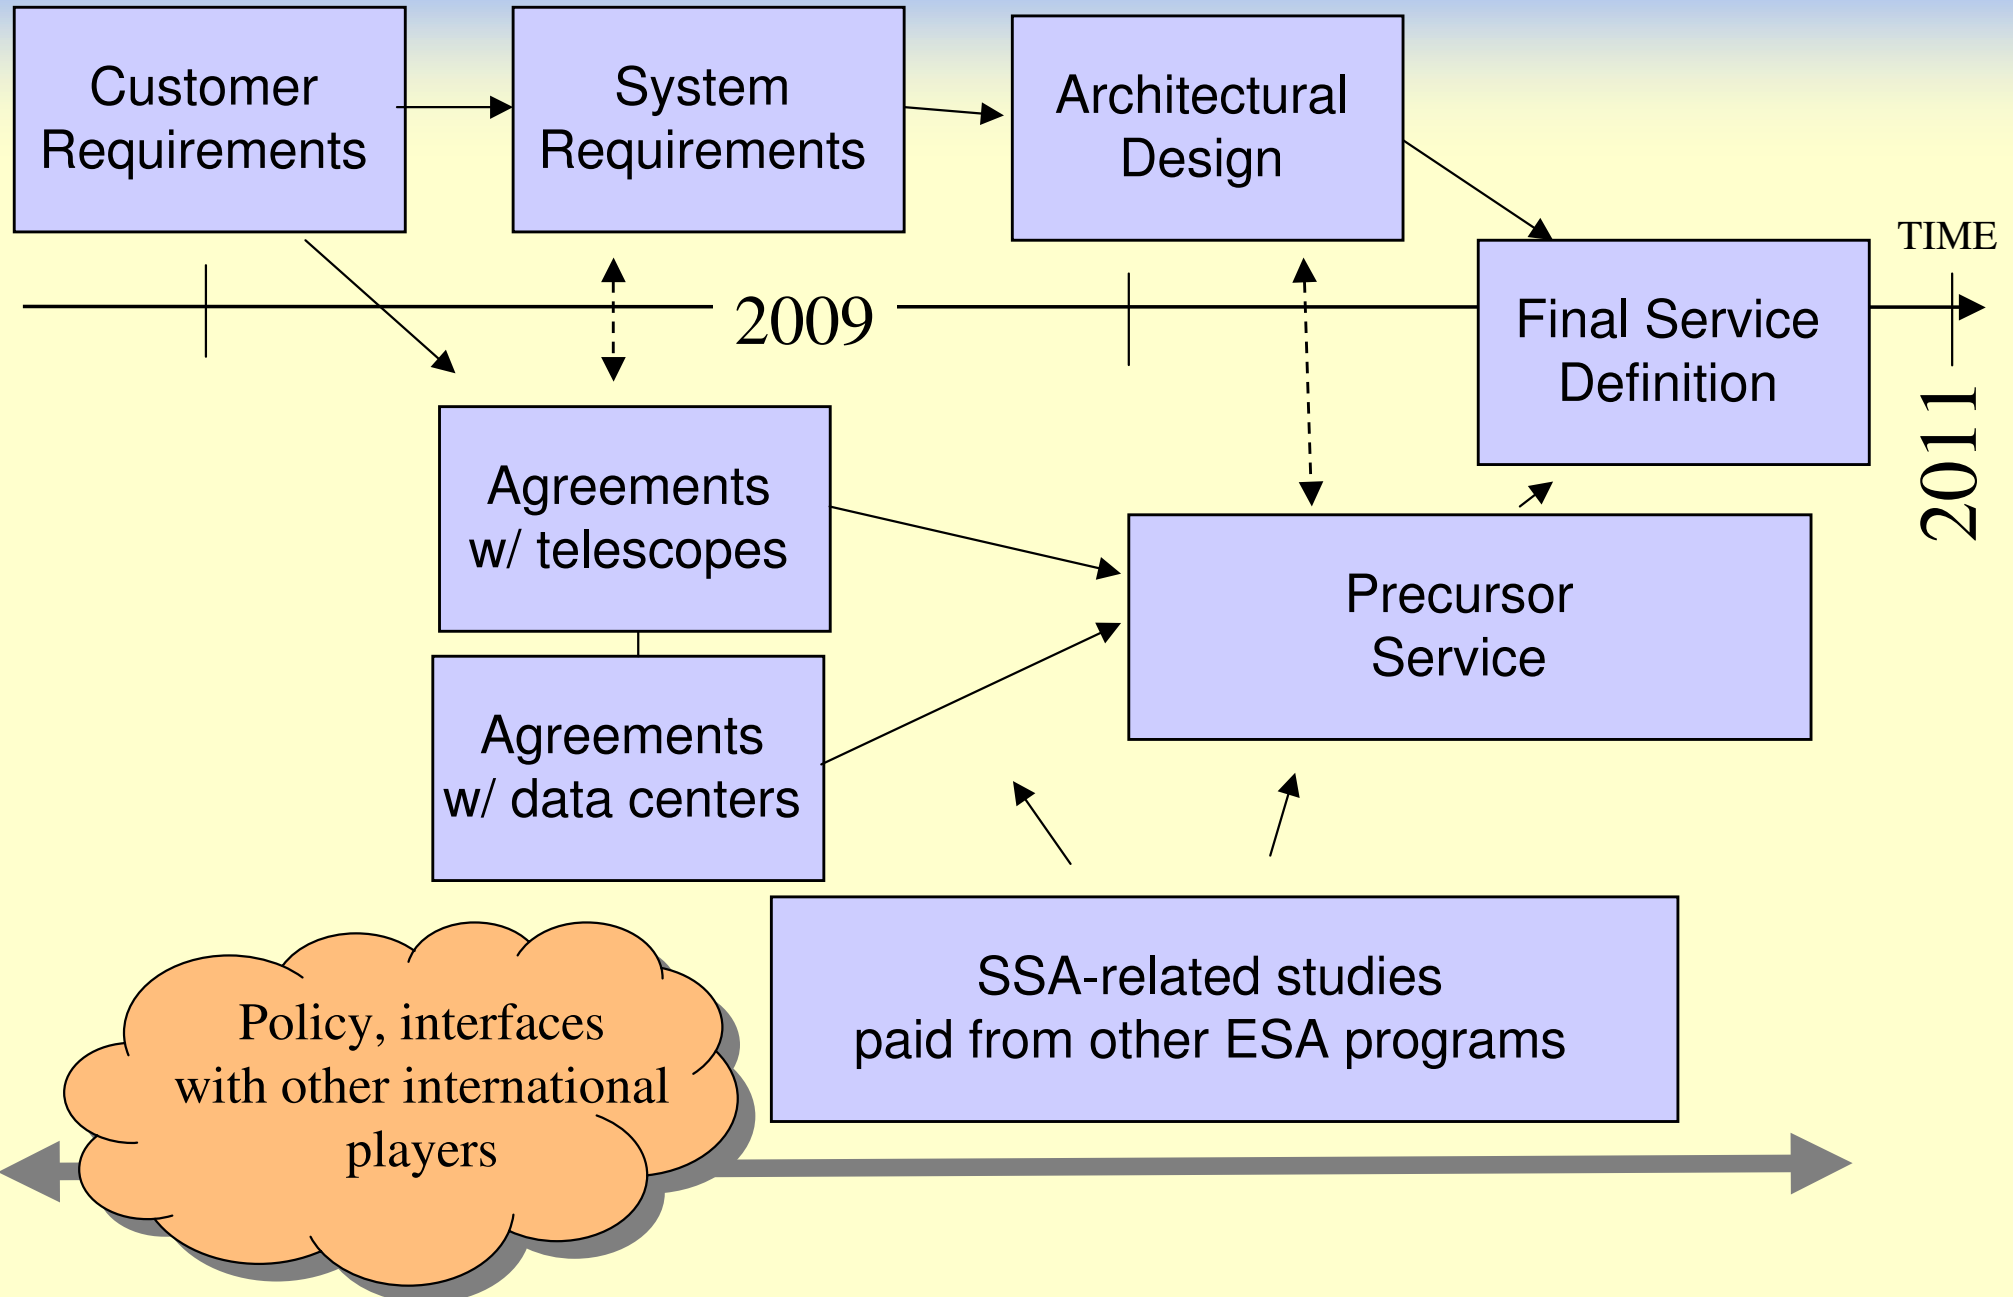 Customer
Requirements
System
Requirements
Architectural
Design
TIME
2009
Final Service
Definition
2011
Agreements
w/ telescopes
Precursor
Service
Agreements
w/ data centers
SSA-related studies
paid from other ESA programs
Policy, interfaces
with other international
players